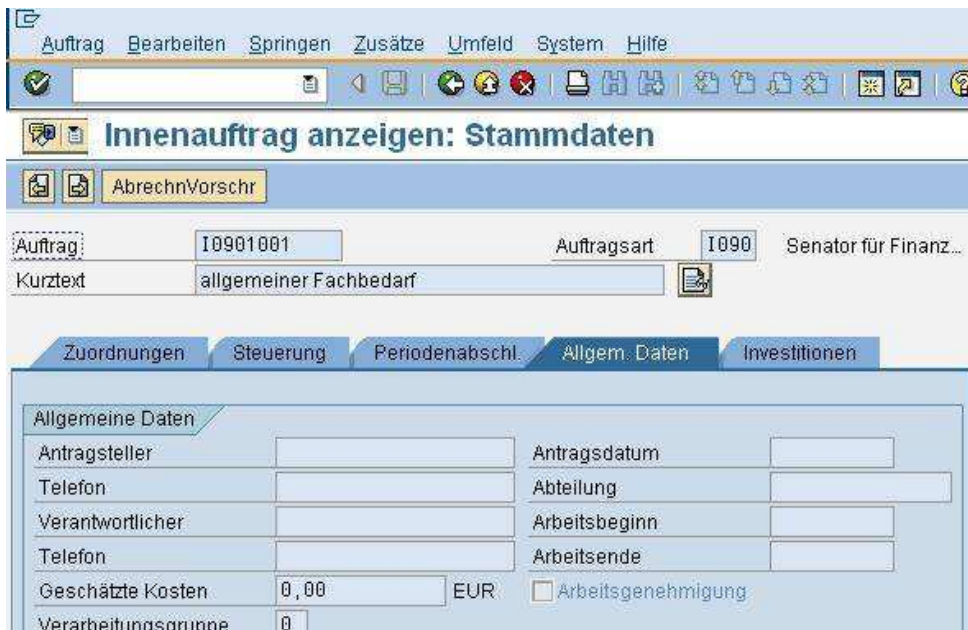 Auftrag Bearbeiten Springen Zusätze Umfeld System Hilfe
Innenauftrag anzeigen: Stammdaten
AbrechnVorschr
Auftrag I0901001 Auftragsart I090 Senator für Finanz...
Kurztext allgemeiner Fachbedarf
Zuordnungen Steuerung Periodenabschl. Allgem. Daten Investitionen
Allgemeine Daten
Antragsteller Antragsdatum
Telefon Abteilung
Verantwortlicher Arbeitsbeginn
Telefon Arbeitsende
Geschätzte Kosten 0,00 EUR Arbeitsgenehmigung
Verarbeitungsgruppe 0